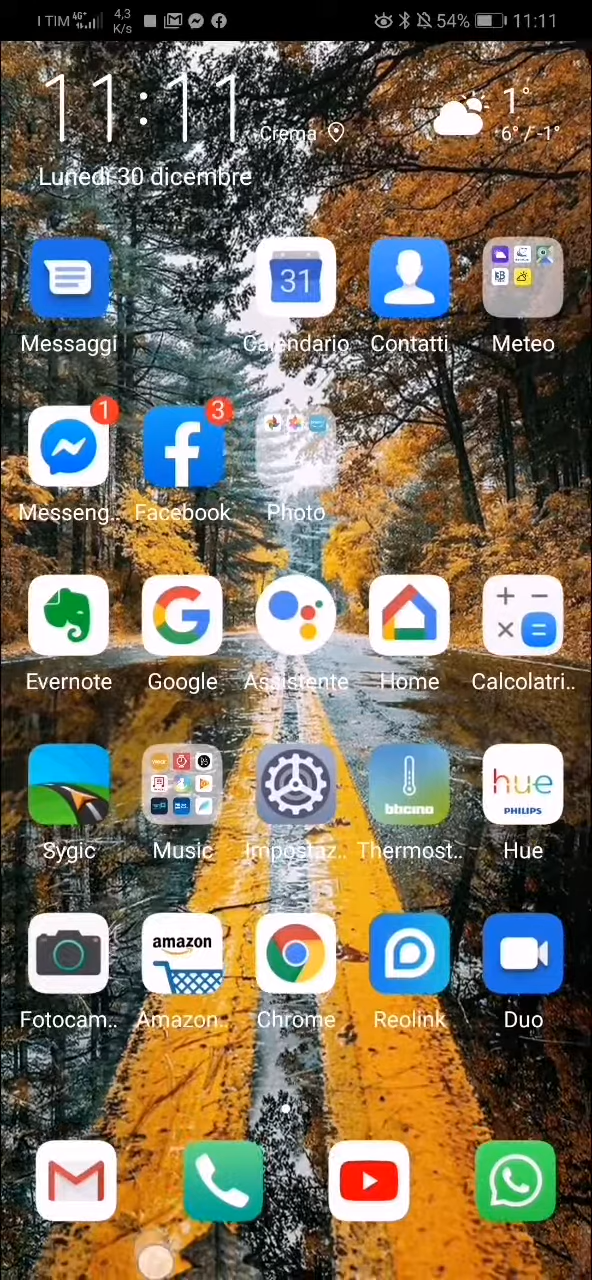 I TIM 4G+ 4,3 K/s 54% 11:11
11:11
Crema
1°
6° / -1°
Lunedì 30 dicembre
31
Messaggi Calendario Contatti Meteo
1 3
Messeng.. Facebook Photo
Evernote Google Assistente Home Calcolatri..
bticino hue PHILIPS
Sygic Music Impostaz.. Thermost.. Hue
amazon
Fotocam.. Amazon.. Chrome Reolink Duo